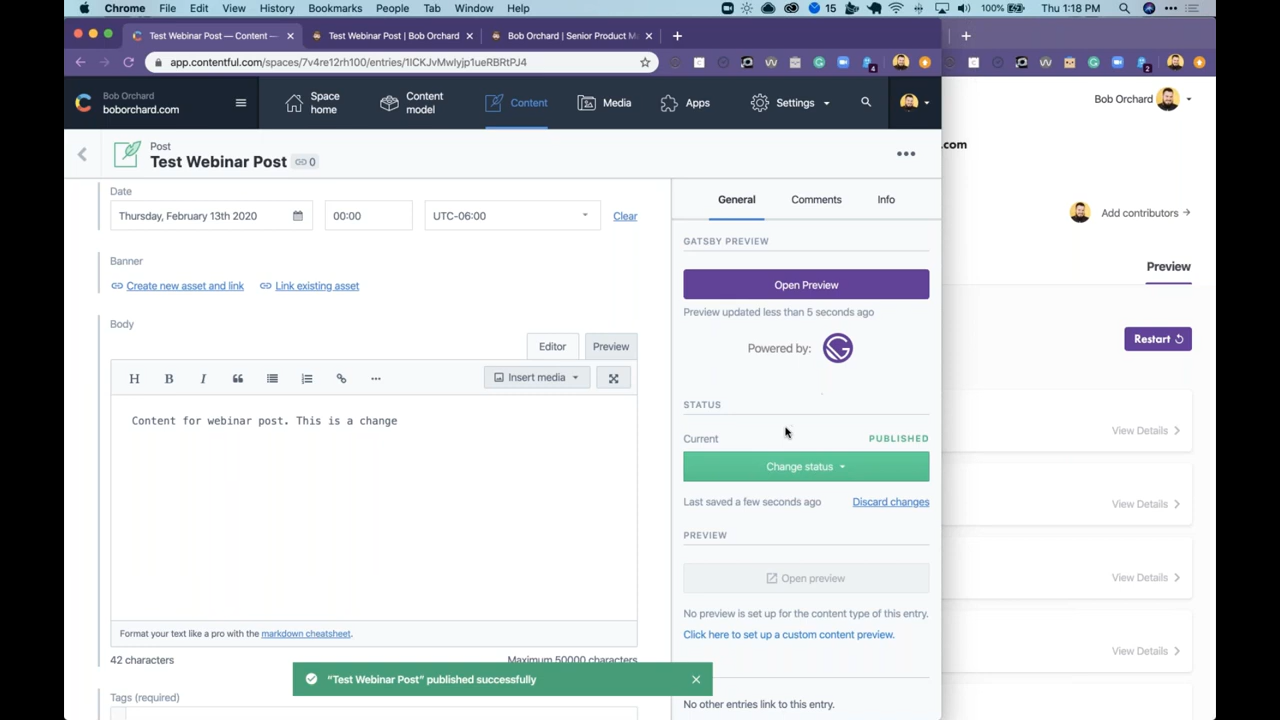 Chrome File Edit View History Bookmarks People Tab Window Help 15 100% Thu 1:18 PM
Test Webinar Post — Content — Test Webinar Post | Bob Orchard Bob Orchard | Senior Product M
app.contentful.com/spaces/7v4re12rh100/entries/1lCKJvMwlyjp1ueRBRtPJ4 4 2
Bob Orchard
boborchard.com
Space home
Content model
Content
Media
Apps
Settings
Bob Orchard
.com
Post
Test Webinar Post 0
Add contributors
Preview
Date
Thursday, February 13th 2020 00:00 UTC-06:00 Clear
Banner
Create new asset and link Link existing asset
Body
Editor Preview
H B I Insert media
Content for webinar post. This is a change
Format your text like a pro with the markdown cheatsheet.
42 characters Maximum 50000 characters
Tags (required)
General Comments Info
GATSBY PREVIEW
Open Preview
Preview updated less than 5 seconds ago
Powered by:
STATUS
Current PUBLISHED
Change status
Last saved a few seconds ago Discard changes
PREVIEW
Open preview
No preview is set up for the content type of this entry.
Click here to set up a custom content preview.
No other entries link to this entry.
"Test Webinar Post" published successfully
Restart
View Details
View Details
View Details
View Details